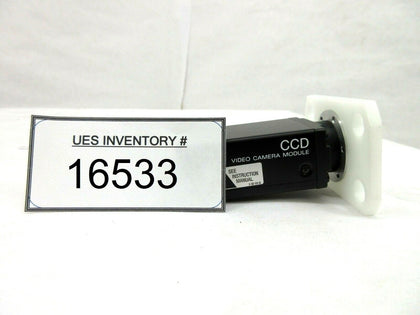 UES INVENTORY #
16533
CCD
VIDEO CAMERA MODULE
SEE
INSTRUCTION
MANUAL